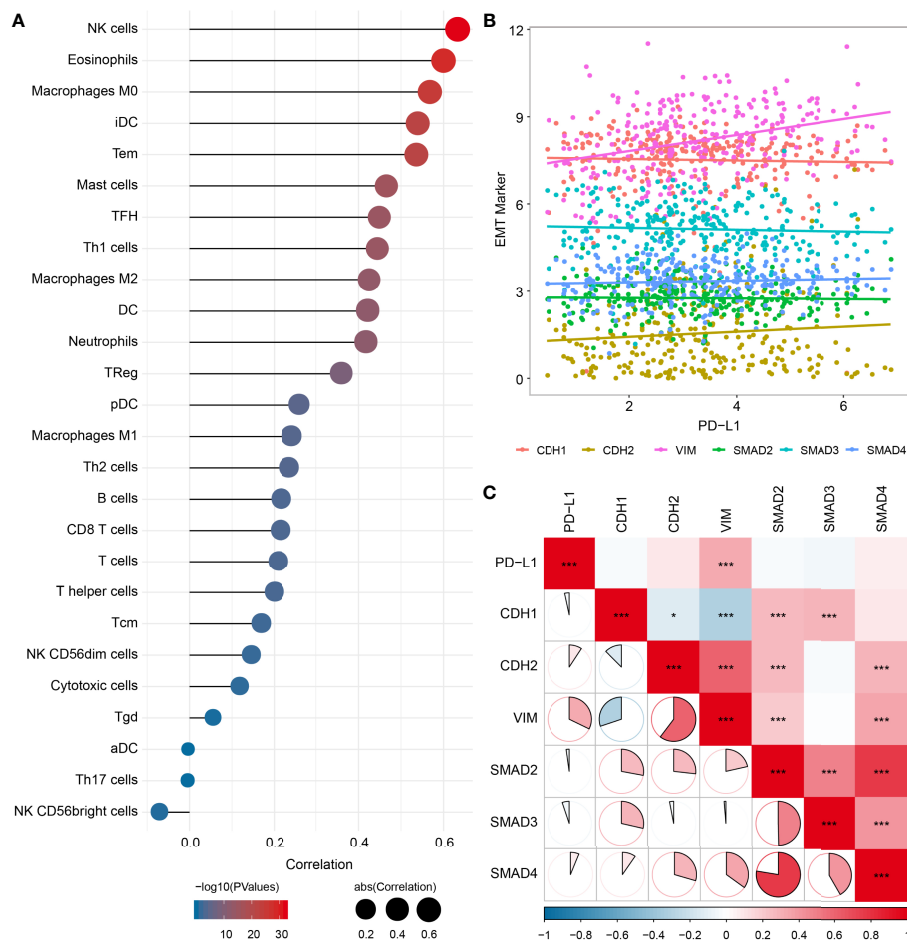 A
NK cells
Eosinophils
Macrophages M0
iDC
Tem
Mast cells
TFH
Th1 cells
Macrophages M2
DC
Neutrophils
TReg
pDC
Macrophages M1
Th2 cells
B cells
CD8 T cells
T cells
T helper cells
Tcm
NK CD56dim cells
Cytotoxic cells
Tgd
aDC
Th17 cells
NK CD56bright cells
0.0 0.2 0.4 0.6
Correlation
−log10(PValues)
10 20 30
abs(Correlation)
0.2 0.4 0.6
B
12
9
6
3
0
EMT Marker
2 4 6
PD−L1
CDH1 CDH2 VIM SMAD2 SMAD3 SMAD4
C
PD−L1 CDH1 CDH2 VIM SMAD2 SMAD3 SMAD4
PD−L1 *** ***
CDH1 *** * *** *** ***
CDH2 *** *** *** ***
VIM *** *** ***
SMAD2 *** *** ***
SMAD3 *** ***
SMAD4 ***
−1 −0.8 −0.6 −0.4 −0.2 0 0.2 0.4 0.6 0.8 1